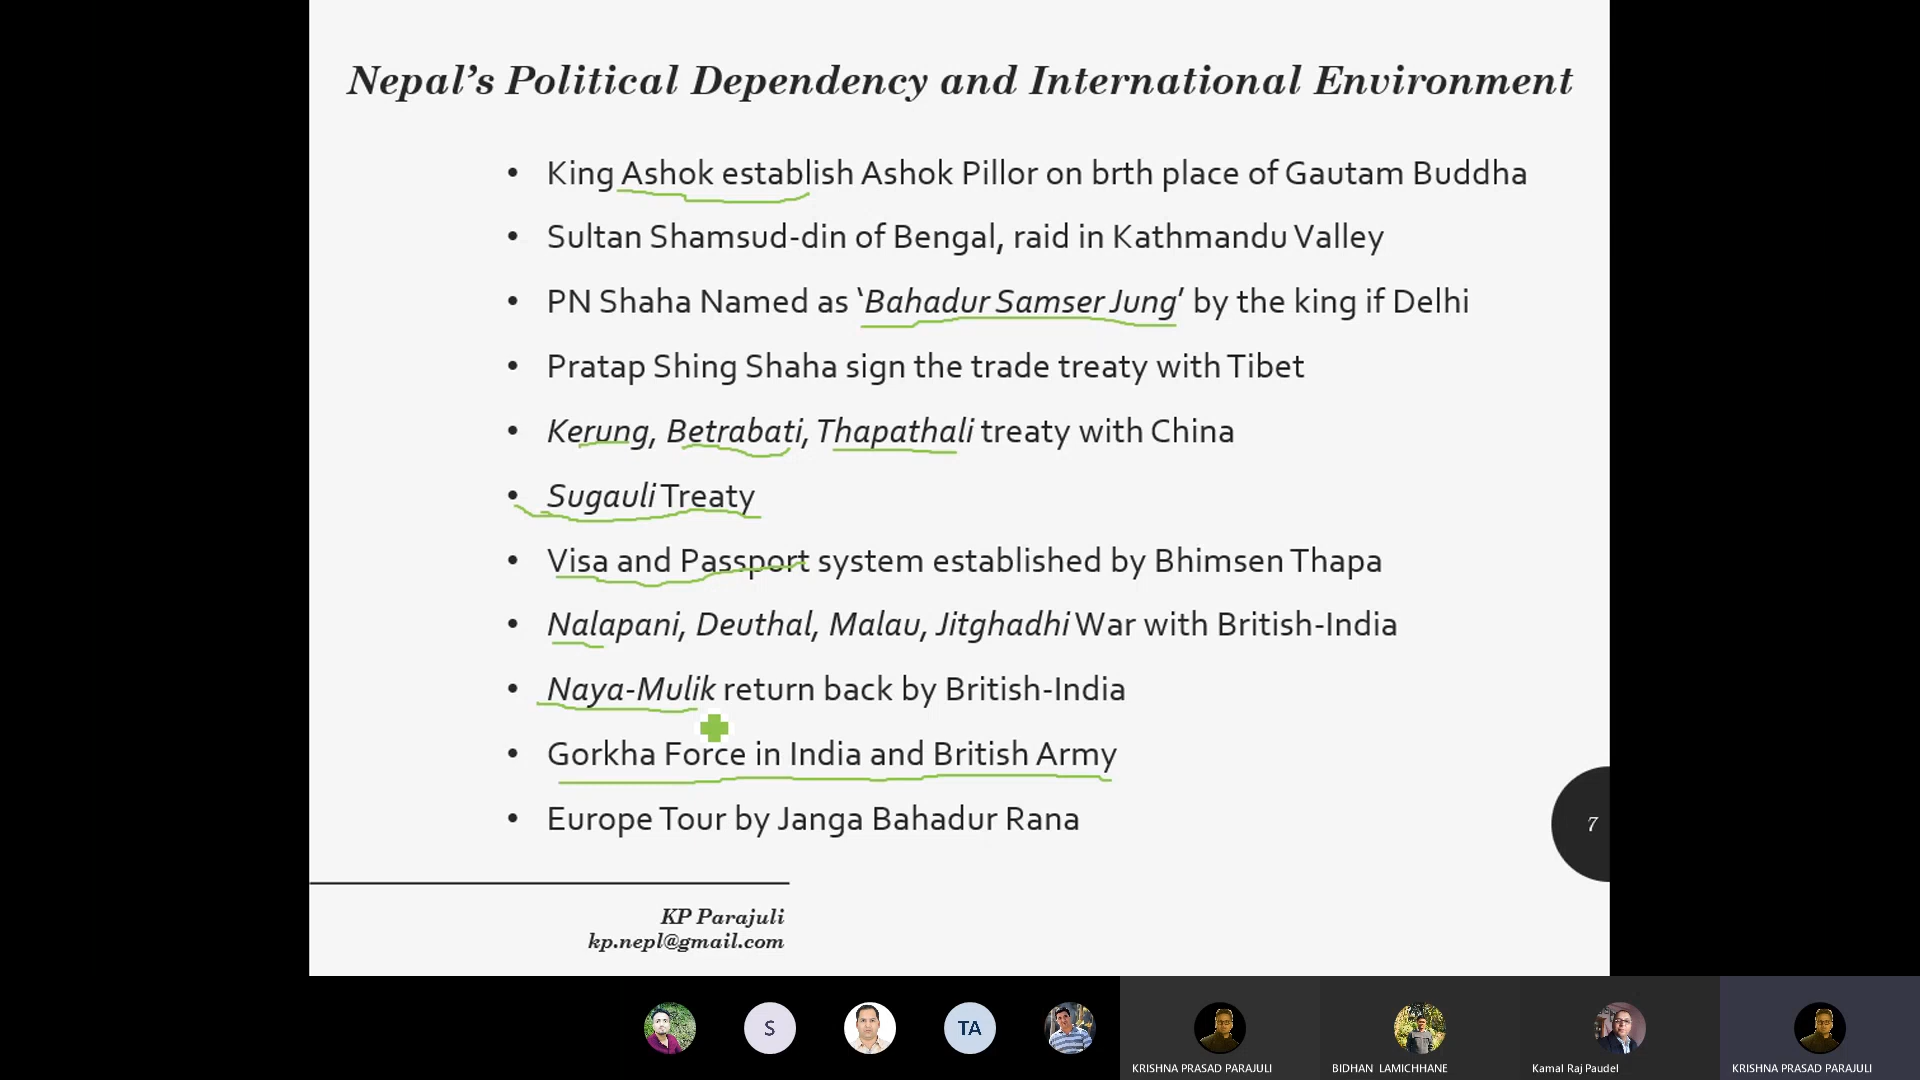 Nepal’s Political Dependency and International Environment
• King Ashok establish Ashok Pillor on brth place of Gautam Buddha
• Sultan Shamsud-din of Bengal, raid in Kathmandu Valley
• PN Shaha Named as ‘Bahadur Samser Jung’ by the king if Delhi
• Pratap Shing Shaha sign the trade treaty with Tibet
• Kerung, Betrabati, Thapathali treaty with China
• Sugauli Treaty
• Visa and Passport system established by Bhimsen Thapa
• Nalapani, Deuthal, Malau, Jitghadhi War with British-India
• Naya-Mulik return back by British-India
• Gorkha Force in India and British Army
• Europe Tour by Janga Bahadur Rana
7
KP Parajuli
kp.nepl@gmail.com
S
TA
KRISHNA PRASAD PARAJULI
BIDHAN LAMICHHANE
Kamal Raj Paudel
KRISHNA PRASAD PARAJULI